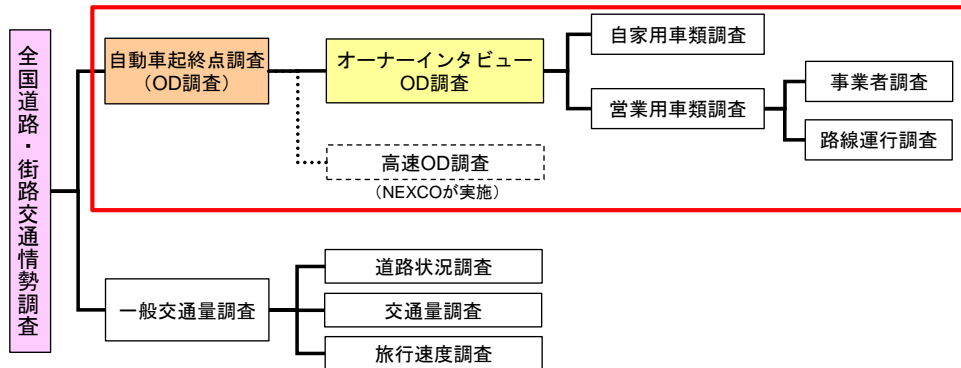 全国道路・街路交通情勢調査
自動車起終点調査
（OD調査）
オーナーインタビュー
OD調査
自家用車類調査
営業用車類調査
事業者調査
路線運行調査
高速OD調査
（NEXCOが実施）
一般交通量調査
道路状況調査
交通量調査
旅行速度調査